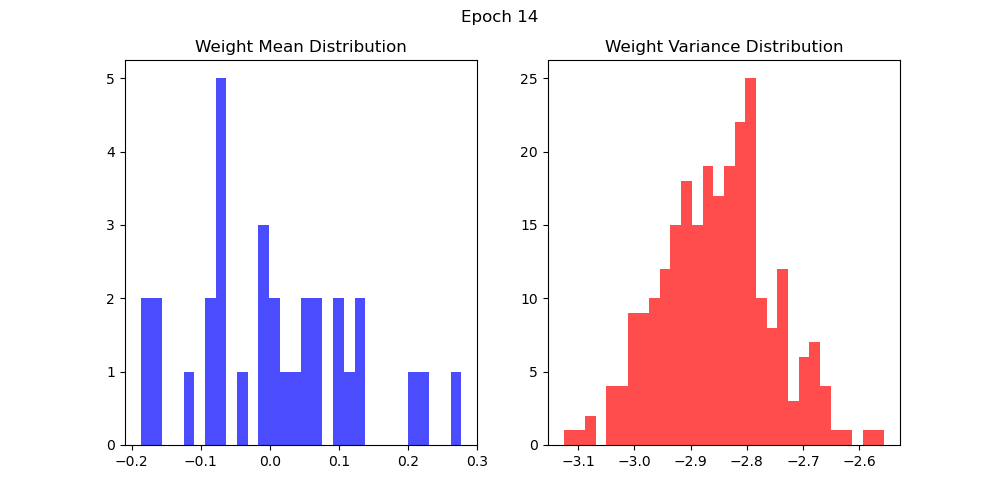 Epoch 14
Weight Mean Distribution
5
4
3
2
1
0
−0.2 −0.1 0.0 0.1 0.2 0.3
Weight Variance Distribution
25
20
15
10
5
0
−3.1 −3.0 −2.9 −2.8 −2.7 −2.6